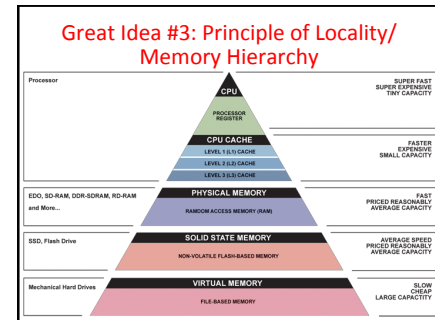 Great Idea #3: Principle of Locality/
Memory Hierarchy
Processor
SUPER FAST
SUPER EXPENSIVE
TINY CAPACITY
CPU
PROCESSOR
REGISTER
CPU CACHE
FASTER
EXPENSIVE
SMALL CAPACITY
LEVEL 1 (L1) CACHE
LEVEL 2 (L2) CACHE
LEVEL 3 (L3) CACHE
EDO, SD-RAM, DDR-SDRAM, RD-RAM
and More...
PHYSICAL MEMORY
RAMDOM ACCESS MEMORY (RAM)
FAST
PRICED REASONABLY
AVERAGE CAPACITY
SSD, Flash Drive
SOLID STATE MEMORY
NON-VOLATILE FLASH-BASED MEMORY
AVERAGE SPEED
PRICED REASONABLY
AVERAGE CAPACITY
Mechanical Hard Drives
VIRTUAL MEMORY
FILE-BASED MEMORY
SLOW
CHEAP
LARGE CAPACTITY